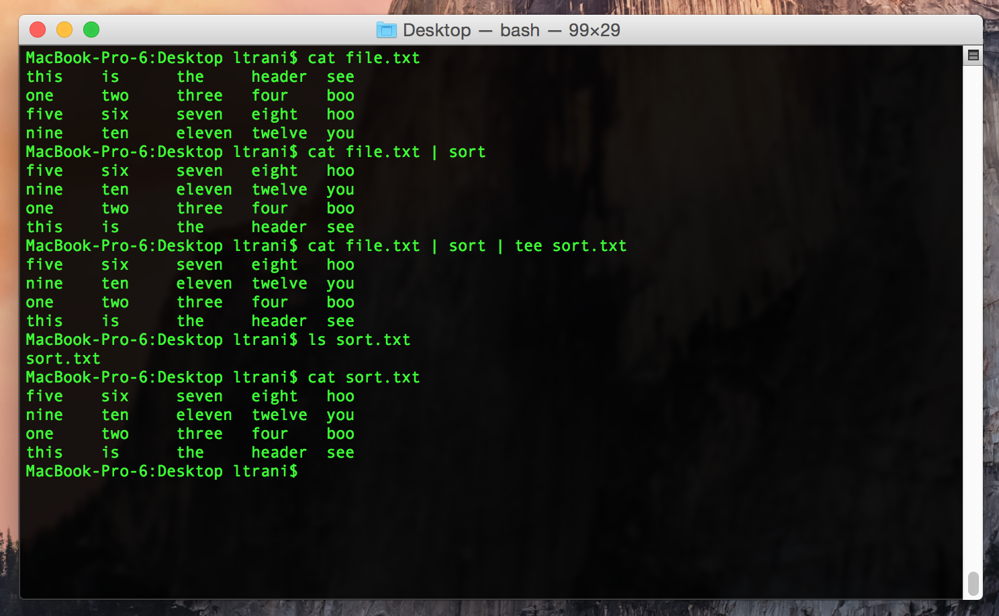 Desktop — bash — 99×29
MacBook-Pro-6:Desktop ltrani$ cat file.txt
this is the header see
one two three four boo
five six seven eight hoo
nine ten eleven twelve you
MacBook-Pro-6:Desktop ltrani$ cat file.txt | sort
five six seven eight hoo
nine ten eleven twelve you
one two three four boo
this is the header see
MacBook-Pro-6:Desktop ltrani$ cat file.txt | sort | tee sort.txt
five six seven eight hoo
nine ten eleven twelve you
one two three four boo
this is the header see
MacBook-Pro-6:Desktop ltrani$ ls sort.txt
sort.txt
MacBook-Pro-6:Desktop ltrani$ cat sort.txt
five six seven eight hoo
nine ten eleven twelve you
one two three four boo
this is the header see
MacBook-Pro-6:Desktop ltrani$